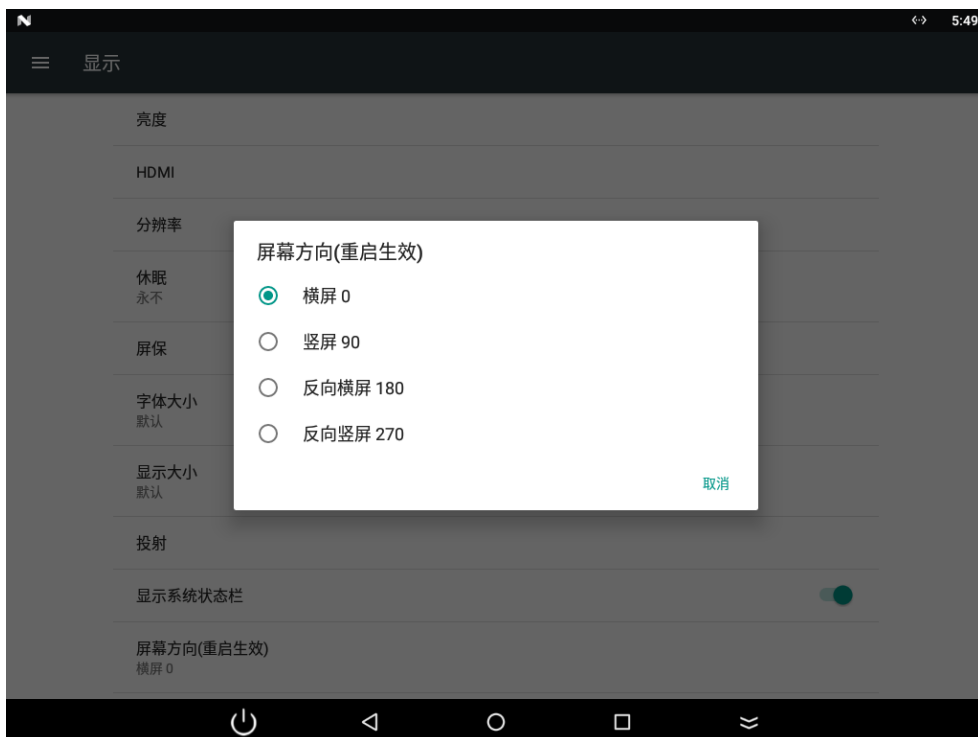 5:49
显示
亮度
HDMI
分辨率
休眠
永不
屏保
字体大小
默认
显示大小
默认
投射
显示系统状态栏
屏幕方向(重启生效)
横屏 0
屏幕方向(重启生效)
横屏 0
竖屏 90
反向横屏 180
反向竖屏 270
取消